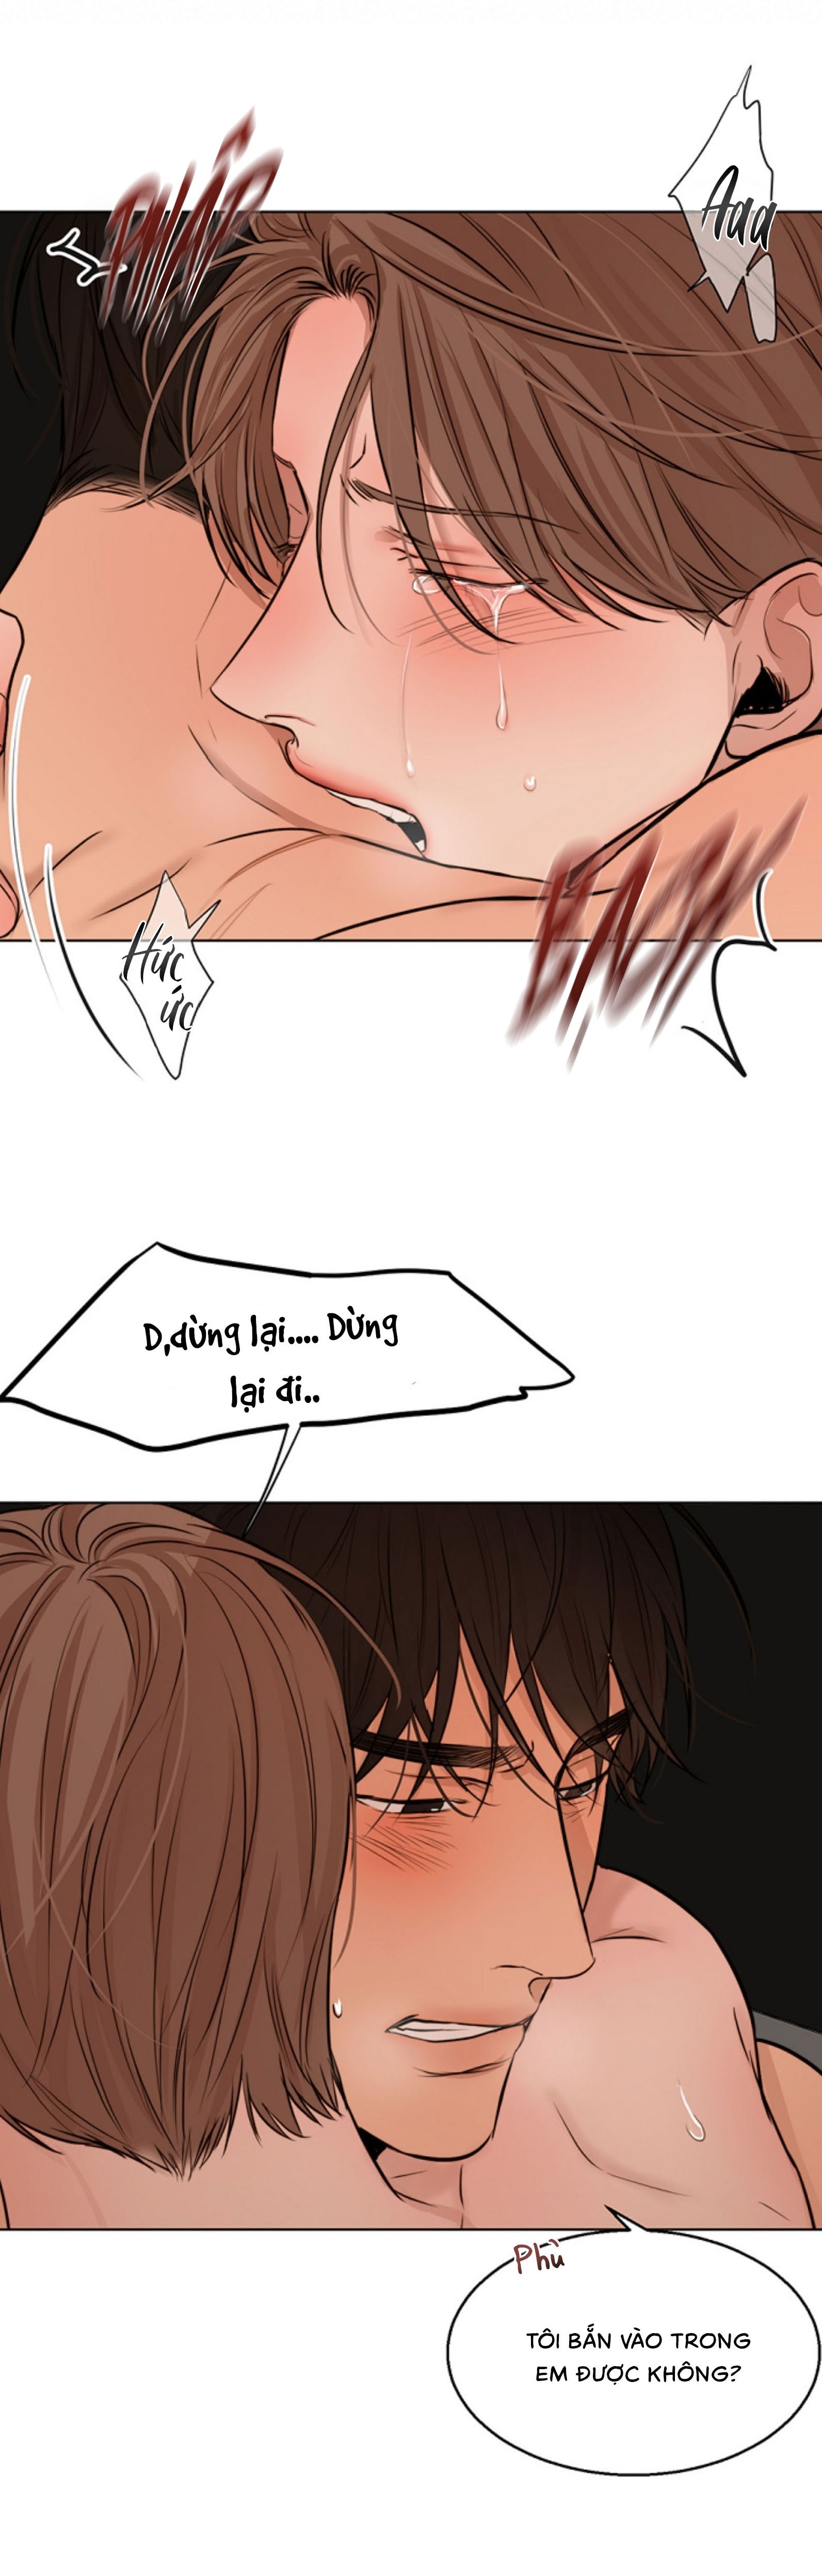 PHẬP
Aaa
Hức
ức
D,dừng lại.... Dừng
lại đi..
Phù
TÔI BẮN VÀO TRONG
EM ĐƯỢC KHÔNG?